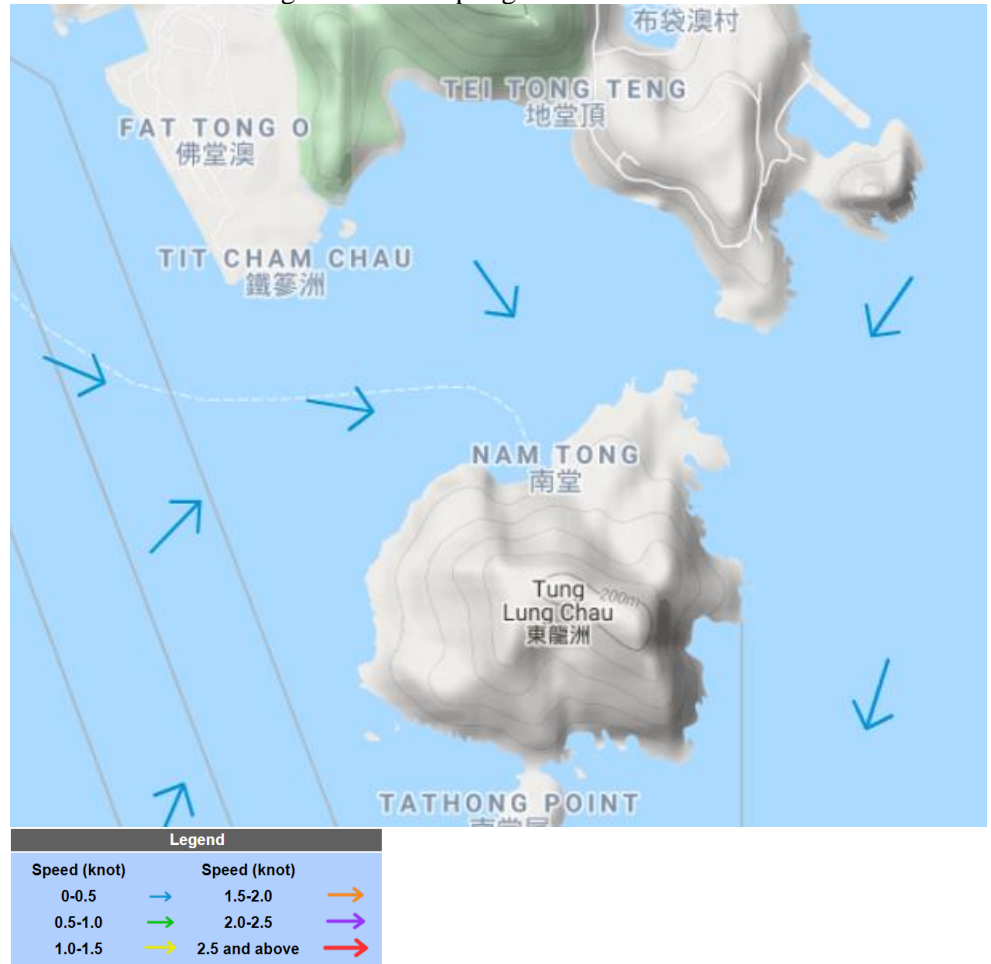 布袋澳村
TEI TONG TENG
地堂頂
FAT TONG O
佛堂澳
TIT CHAM CHAU
鐵篸洲
NAM TONG
南堂
Tung
Lung Chau
東龍洲
200m
TATHONG POINT
南堂尾
Legend
Speed (knot) Speed (knot)
0-0.5 1.5-2.0
0.5-1.0 2.0-2.5
1.0-1.5 2.5 and above